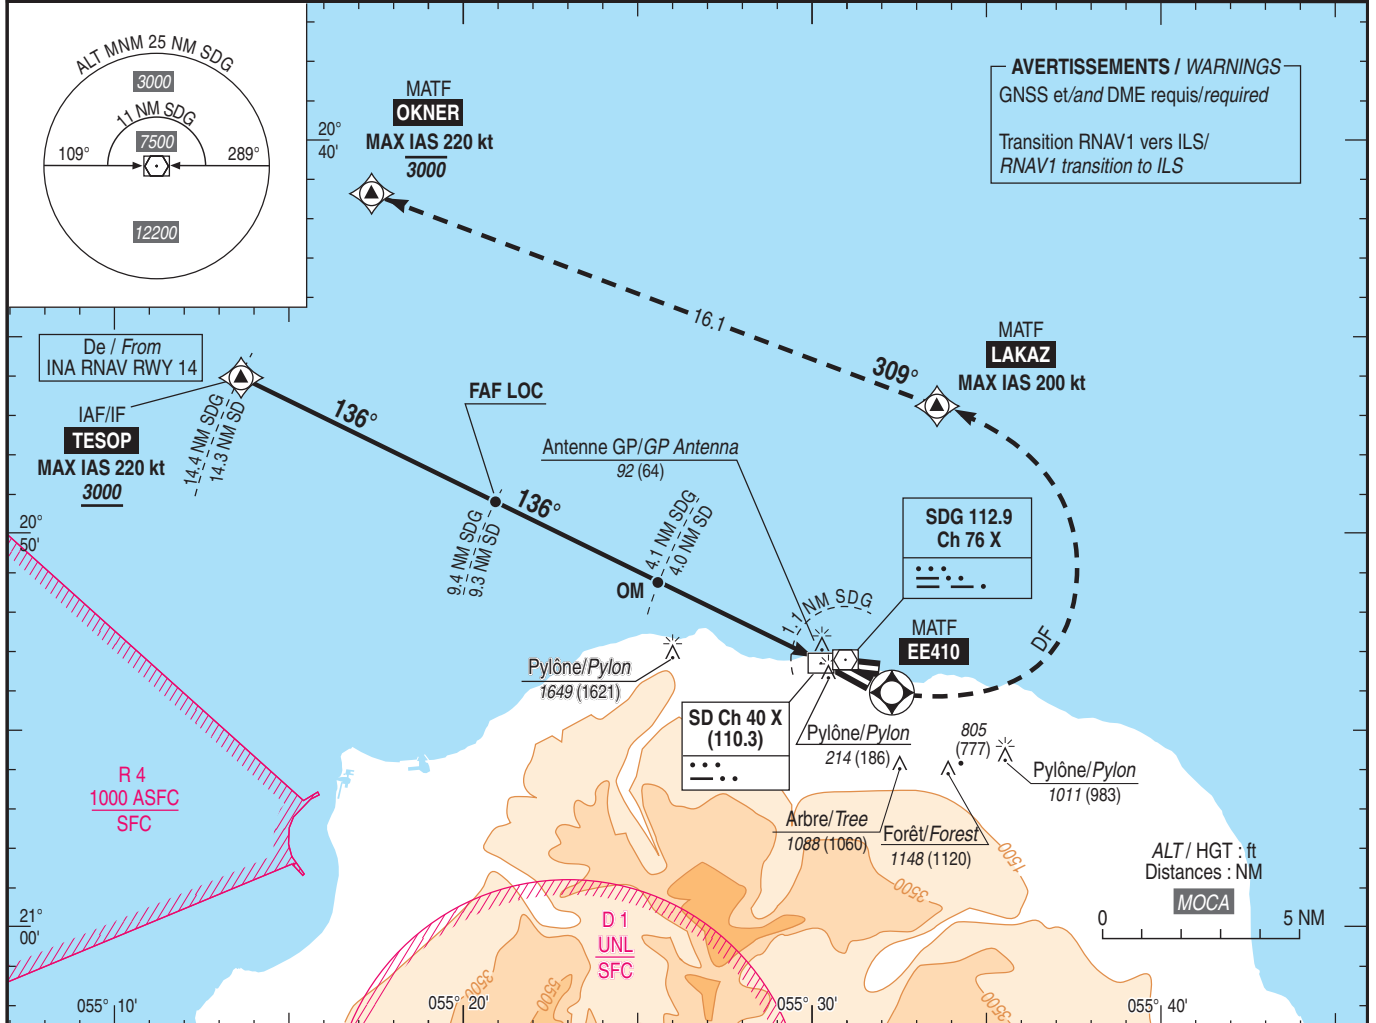 ALT MNM 25 NM SDG
3000
11 NM SDG
7500
109°
289°
12200
MATF
OKNER
MAX IAS 220 kt
3000
20°
40'
AVERTISSEMENTS / WARNINGS
GNSS et/and DME requis/required
Transition RNAV1 vers ILS/
RNAV1 transition to ILS
De / From
INA RNAV RWY 14
IAF/IF
TESOP
MAX IAS 220 kt
3000
14.4 NM SDG
14.3 NM SD
136°
FAF LOC
16.1
309°
MATF
LAKAZ
MAX IAS 200 kt
Antenne GP/GP Antenna
92 (64)
136°
9.4 NM SDG
9.3 NM SD
4.1 NM SDG
4.0 NM SD
OM
SDG 112.9
Ch 76 X
1.1 NM SDG
MATF
EE410
DF
20°
50'
Pylône/Pylon
1649 (1621)
SD Ch 40 X
(110.3)
Pylône/Pylon
214 (186)
805
(777)
Pylône/Pylon
1011 (983)
Arbre/Tree
1088 (1060)
Forêt/Forest
1148 (1120)
1500
3500
R 4
1000 ASFC
SFC
ALT / HGT : ft
Distances : NM
MOCA
0
5 NM
21°
00'
D 1
UNL
SFC
3500
5500
3500
055° 10'
055° 20'
055° 30'
055° 40'